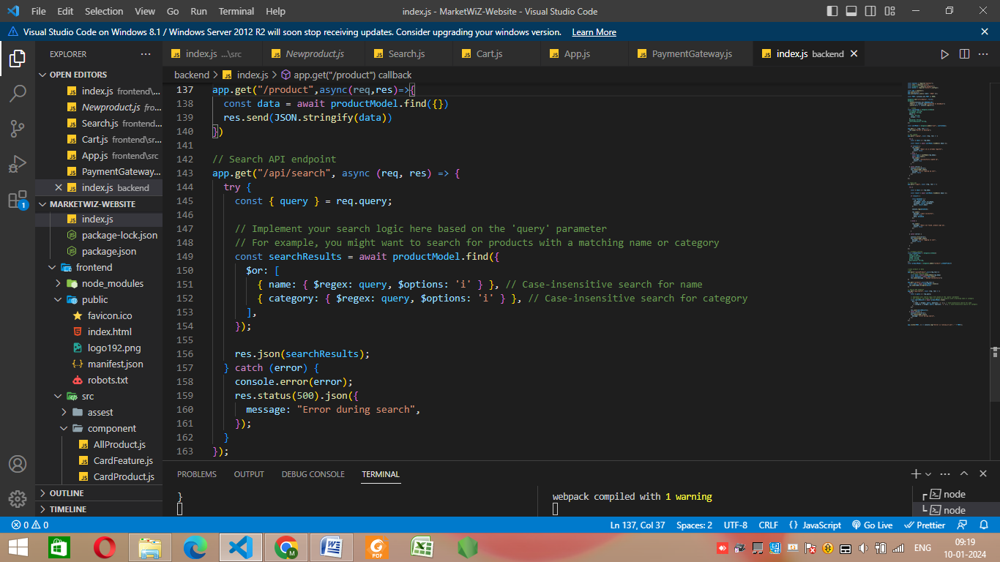 File Edit Selection View Go Run Terminal Help
index.js - MarketWiZ-Website - Visual Studio Code
Visual Studio Code on Windows 8.1 / Windows Server 2012 R2 will soon stop receiving updates. Consider upgrading your windows version. Learn More
EXPLORER
OPEN EDITORS
index.js frontend\...
Newproduct.js fro...
Search.js frontend...
Cart.js frontend\sr...
App.js frontend\src
PaymentGateway...
index.js backend
MARKETWIZ-WEBSITE
index.js
package-lock.json
package.json
frontend
node_modules
public
favicon.ico
index.html
logo192.png
manifest.json
robots.txt
src
assest
component
AllProduct.js
CardFeature.js
CardProduct.js
OUTLINE
TIMELINE
1
index.js ...\src Newproduct.js Search.js Cart.js App.js PaymentGateway.js index.js backend
backend > index.js > app.get("/product") callback
137 app.get("/product",async(req,res)=>{
138 const data = await productModel.find({})
139 res.send(JSON.stringify(data))
140 })
141
142 // Search API endpoint
143 app.get("/api/search", async (req, res) => {
144 try {
145 const { query } = req.query;
146
147 // Implement your search logic here based on the 'query' parameter
148 // For example, you might want to search for products with a matching name or category
149 const searchResults = await productModel.find({
150 $or: [
151 { name: { $regex: query, $options: 'i' } }, // Case-insensitive search for name
152 { category: { $regex: query, $options: 'i' } }, // Case-insensitive search for category
153 ],
154 });
155
156 res.json(searchResults);
157 } catch (error) {
158 console.error(error);
159 res.status(500).json({
160 message: "Error during search",
161 });
162 }
163 });
PROBLEMS OUTPUT DEBUG CONSOLE TERMINAL
}
webpack compiled with 1 warning
node
node
0 0
Ln 137, Col 37 Spaces: 2 UTF-8 CRLF {} JavaScript Go Live Prettier
PDF
ENG
09:19
10-01-2024